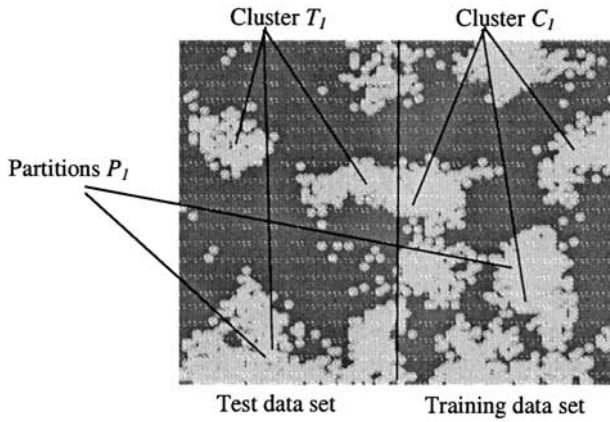 Cluster T1
Cluster C1
Partitions P1
Test data set
Training data set